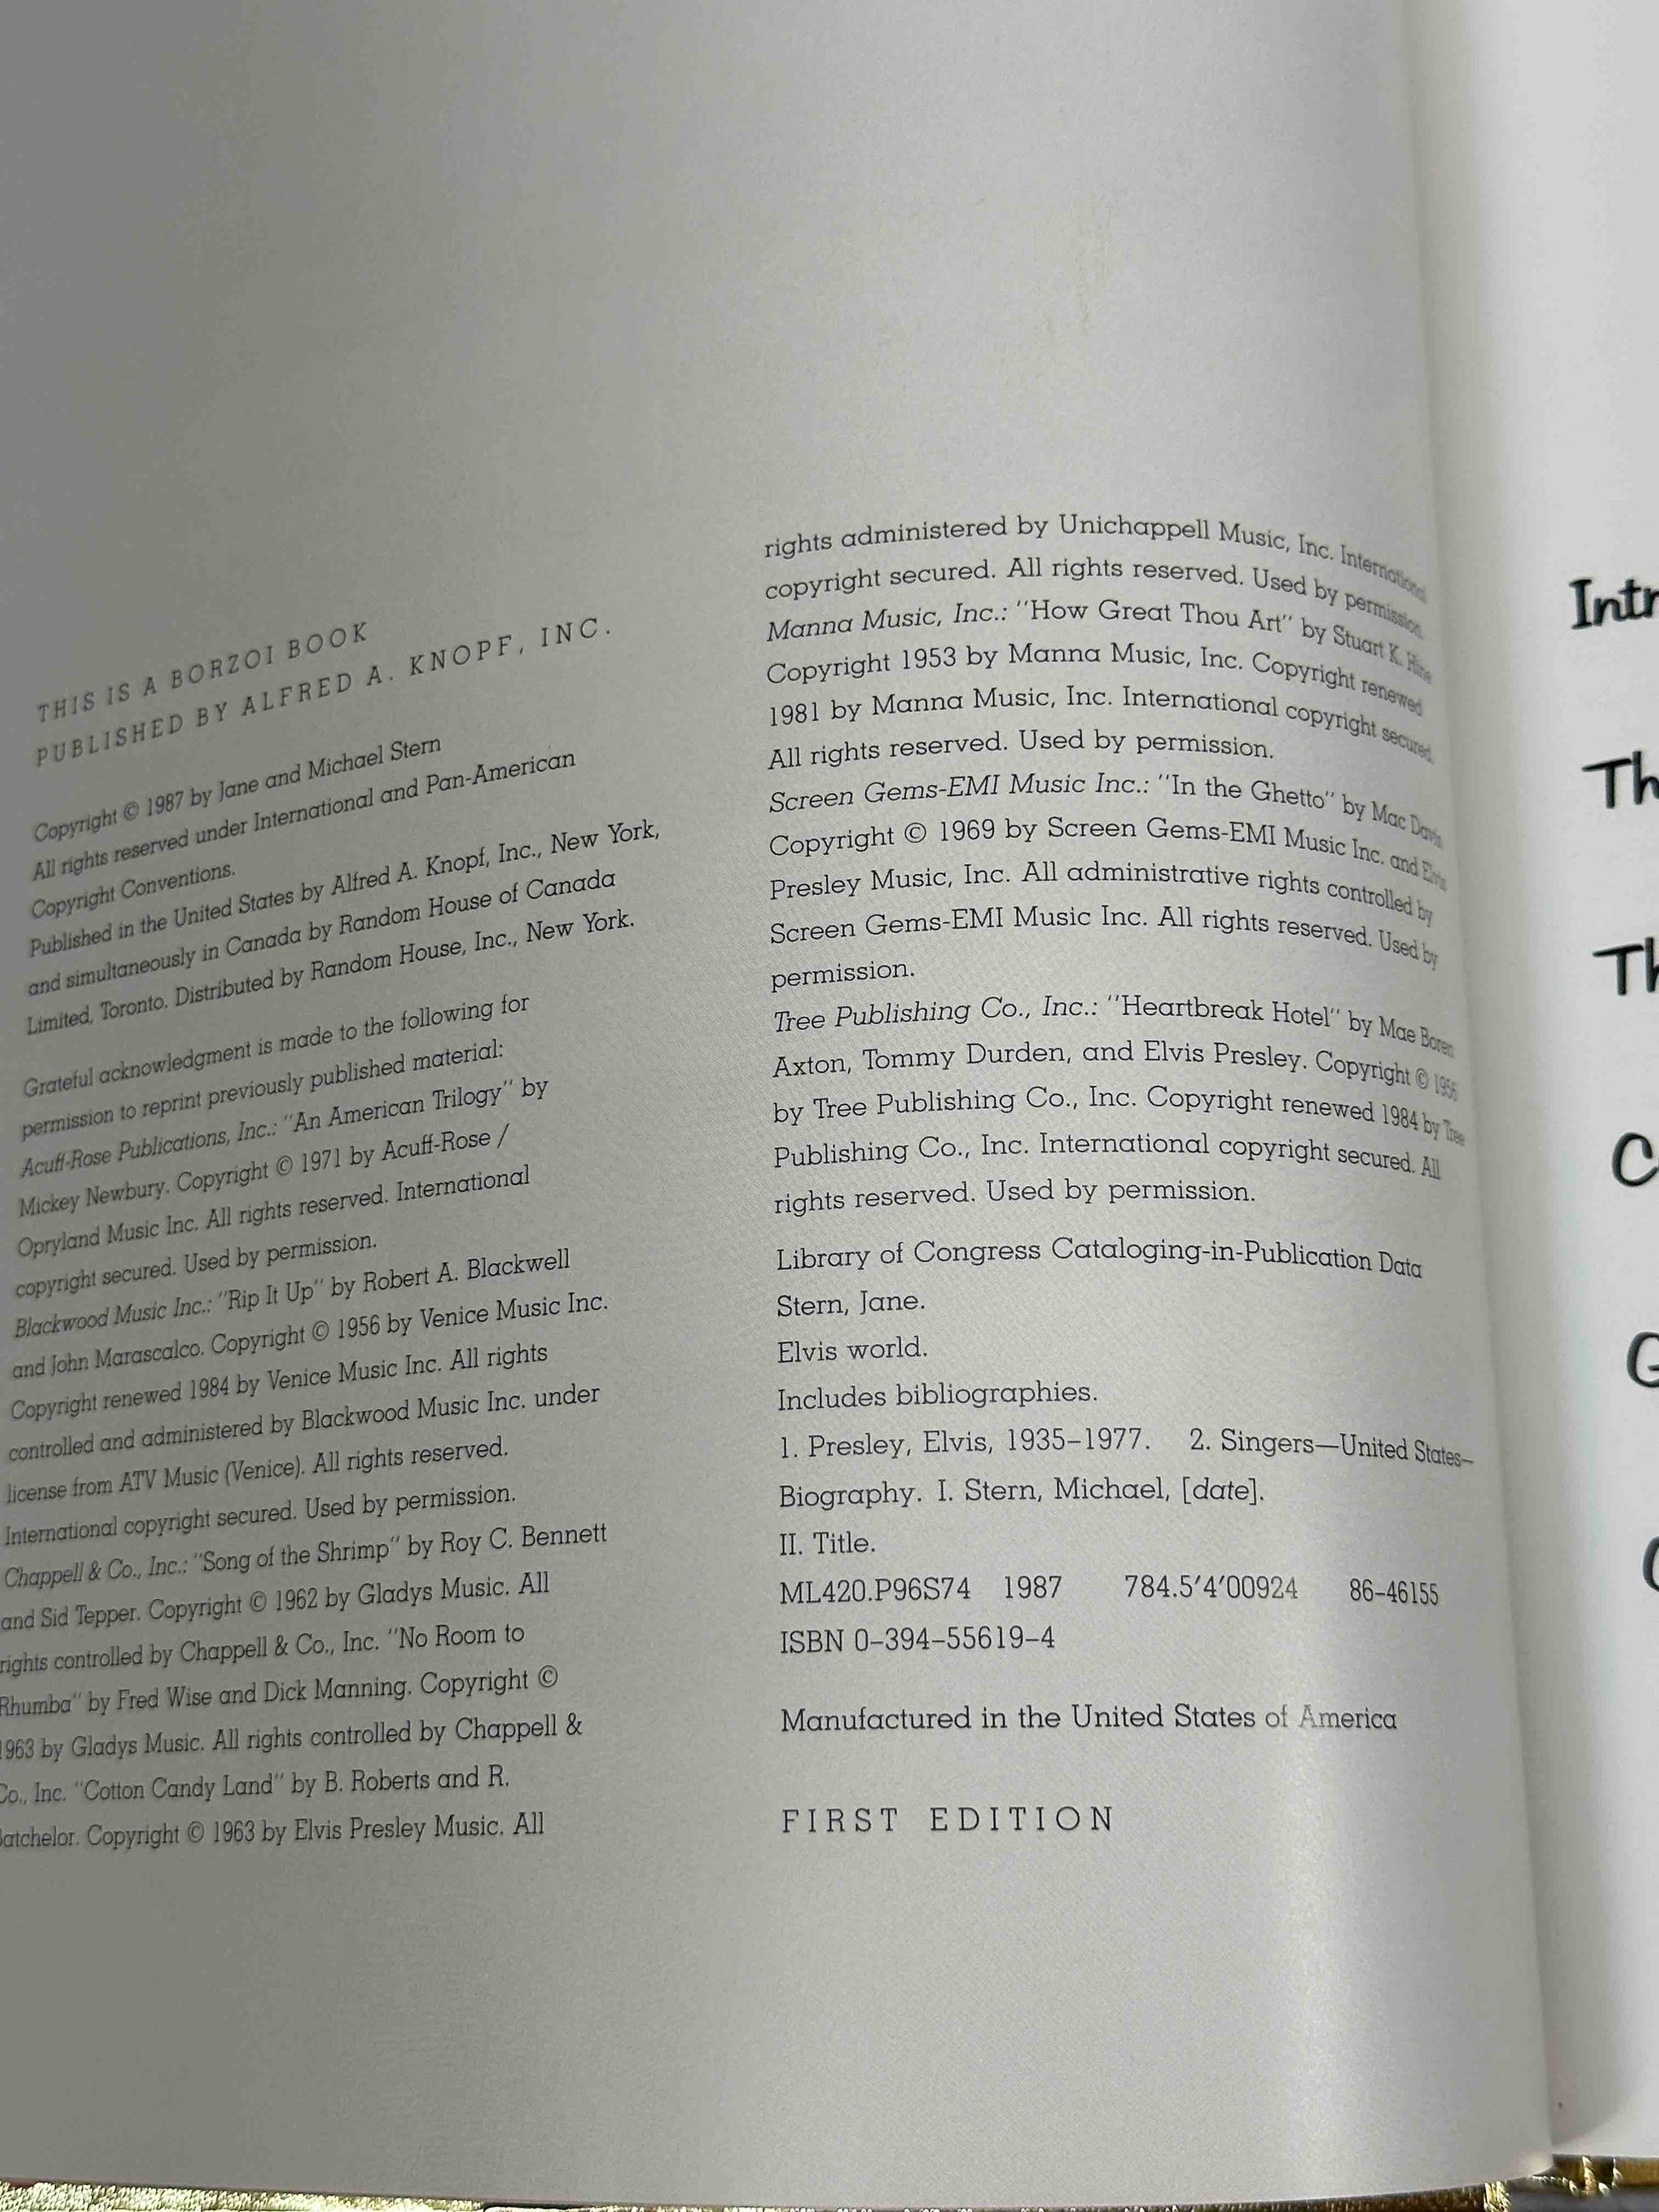 THIS IS A BORZOI BOOK
PUBLISHED BY ALFRED A. KNOPF, INC.
Copyright © 1987 by Jane and Michael Stern
All rights reserved under International and Pan-American
Copyright Conventions.
Published in the United States by Alfred A. Knopf, Inc., New York,
and simultaneously in Canada by Random House of Canada
Limited, Toronto. Distributed by Random House, Inc., New York.
Grateful acknowledgment is made to the following for
permission to reprint previously published material:
Acuff-Rose Publications, Inc.: "An American Trilogy" by
Mickey Newbury. Copyright © 1971 by Acuff-Rose /
Opryland Music Inc. All rights reserved. International
copyright secured. Used by permission.
Blackwood Music Inc.: "Rip It Up" by Robert A. Blackwell
and John Marascalco. Copyright © 1956 by Venice Music Inc.
Copyright renewed 1984 by Venice Music Inc. All rights
controlled and administered by Blackwood Music Inc. under
license from ATV Music (Venice). All rights reserved.
International copyright secured. Used by permission.
Chappell & Co., Inc.: "Song of the Shrimp" by Roy C. Bennett
and Sid Tepper. Copyright © 1962 by Gladys Music. All
rights controlled by Chappell & Co., Inc. "No Room to
Rhumba" by Fred Wise and Dick Manning. Copyright ©
1963 by Gladys Music. All rights controlled by Chappell &
Co., Inc. "Cotton Candy Land" by B. Roberts and R.
Batchelor. Copyright © 1963 by Elvis Presley Music. All
rights administered by Unichappell Music, Inc. International
copyright secured. All rights reserved. Used by permission.
Manna Music, Inc.: "How Great Thou Art" by Stuart K. Hine
Copyright 1953 by Manna Music, Inc. Copyright renewed
1981 by Manna Music, Inc. International copyright secured.
All rights reserved. Used by permission.
Screen Gems-EMI Music Inc.: "In the Ghetto" by Mac Davis
Copyright © 1969 by Screen Gems-EMI Music Inc. and Elvis
Presley Music, Inc. All administrative rights controlled by
Screen Gems-EMI Music Inc. All rights reserved. Used by
permission.
Tree Publishing Co., Inc.: "Heartbreak Hotel" by Mae Boren
Axton, Tommy Durden, and Elvis Presley. Copyright © 1956
by Tree Publishing Co., Inc. Copyright renewed 1984 by Tree
Publishing Co., Inc. International copyright secured. All
rights reserved. Used by permission.
Library of Congress Cataloging-in-Publication Data
Stern, Jane.
Elvis world.
Includes bibliographies.
1. Presley, Elvis, 1935–1977. 2. Singers—United States—
Biography. I. Stern, Michael, [date].
II. Title.
ML420.P96S74 1987 784.5′4′00924 86–46155
ISBN 0–394–55619–4
Manufactured in the United States of America
FIRST EDITION